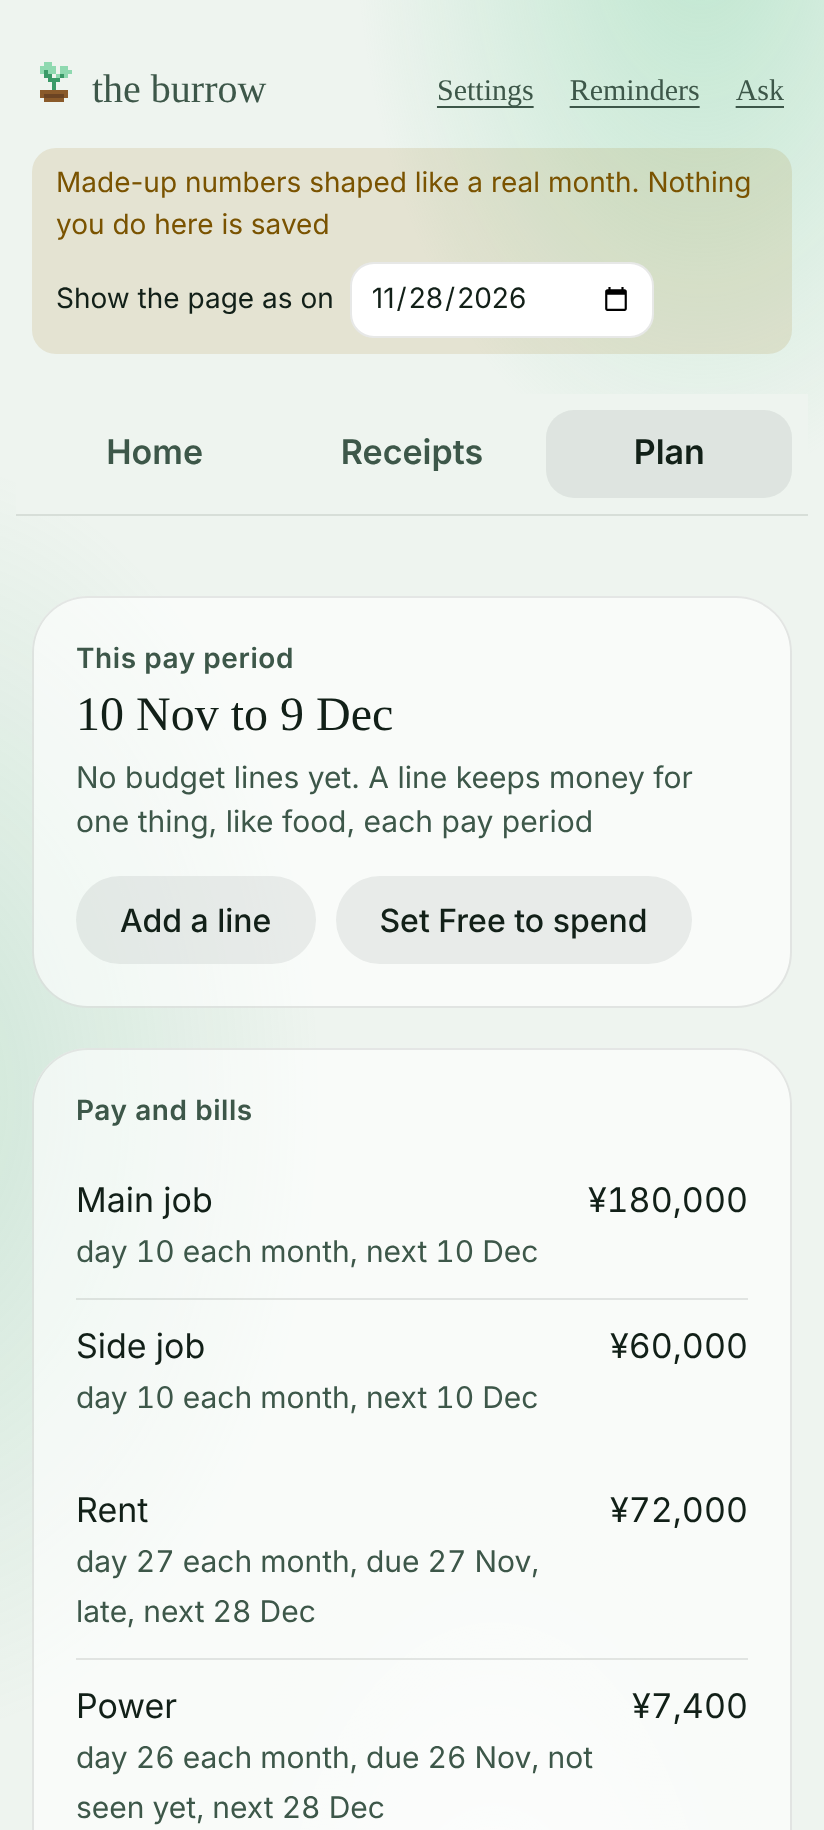 the burrow
Settings Reminders Ask
Made-up numbers shaped like a real month. Nothing
you do here is saved
Show the page as on 11/28/2026
Home Receipts Plan
This pay period
10 Nov to 9 Dec
No budget lines yet. A line keeps money for
one thing, like food, each pay period
Add a line Set Free to spend
Pay and bills
Main job ¥180,000
day 10 each month, next 10 Dec
Side job ¥60,000
day 10 each month, next 10 Dec
Rent ¥72,000
day 27 each month, due 27 Nov,
late, next 28 Dec
Power ¥7,400
day 26 each month, due 26 Nov, not
seen yet, next 28 Dec